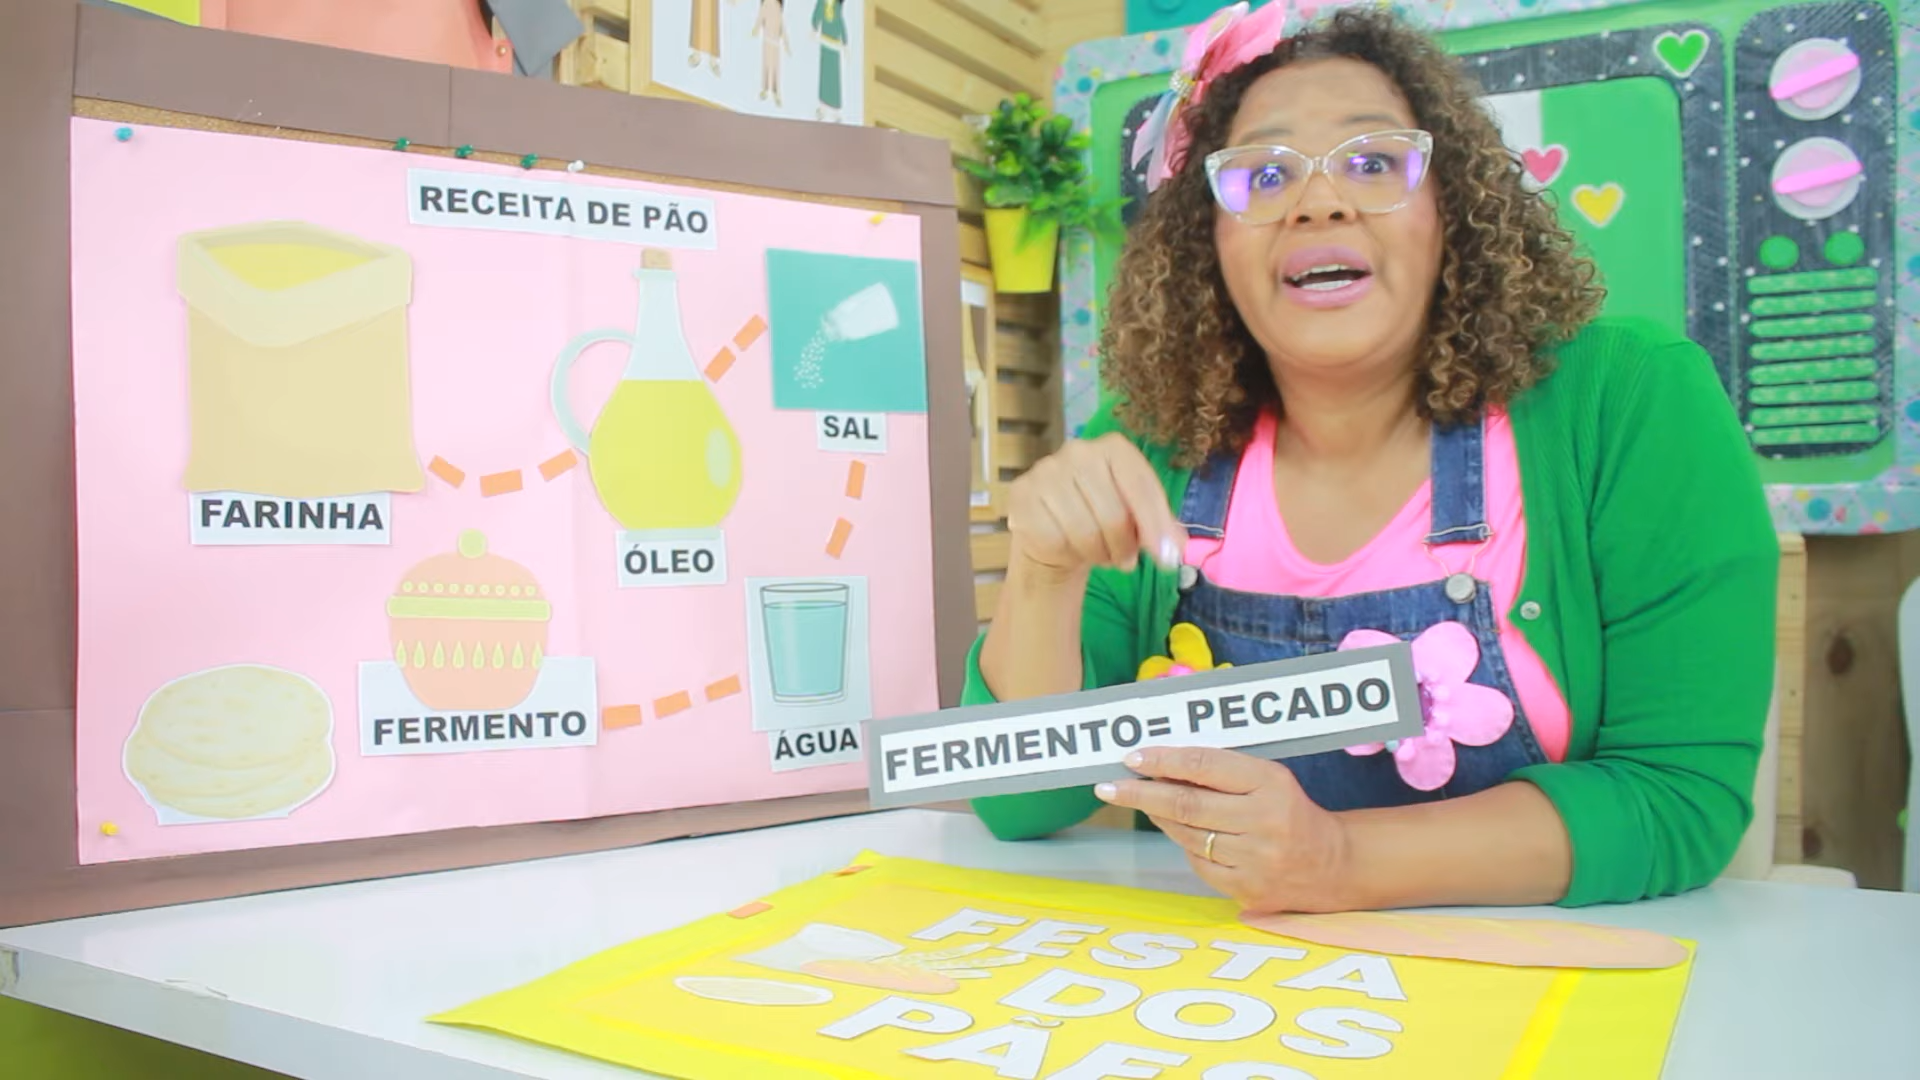 RECEITA DE PÃO
FARINHA
ÓLEO
SAL
FERMENTO
ÁGUA
FERMENTO= PECADO
FESTA
DOS
PÃES